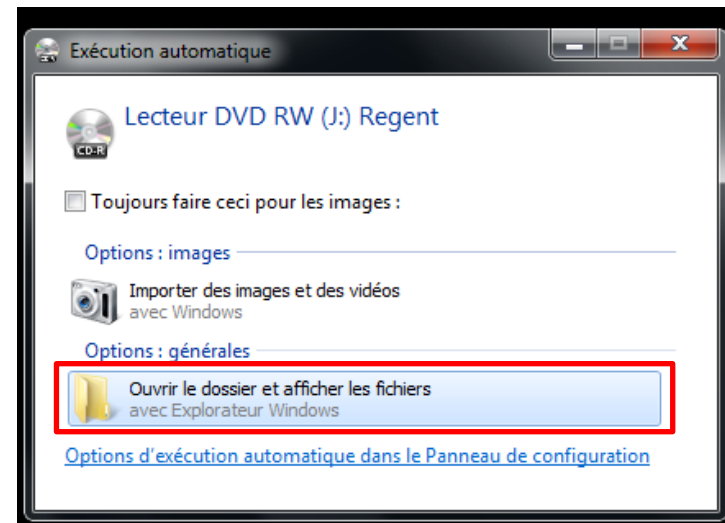 Exécution automatique
Lecteur DVD RW (J:) Regent
CD-R
Toujours faire ceci pour les images :
Options : images
Importer des images et des vidéos
avec Windows
Options : générales
Ouvrir le dossier et afficher les fichiers
avec Explorateur Windows
Options d'exécution automatique dans le Panneau de configuration